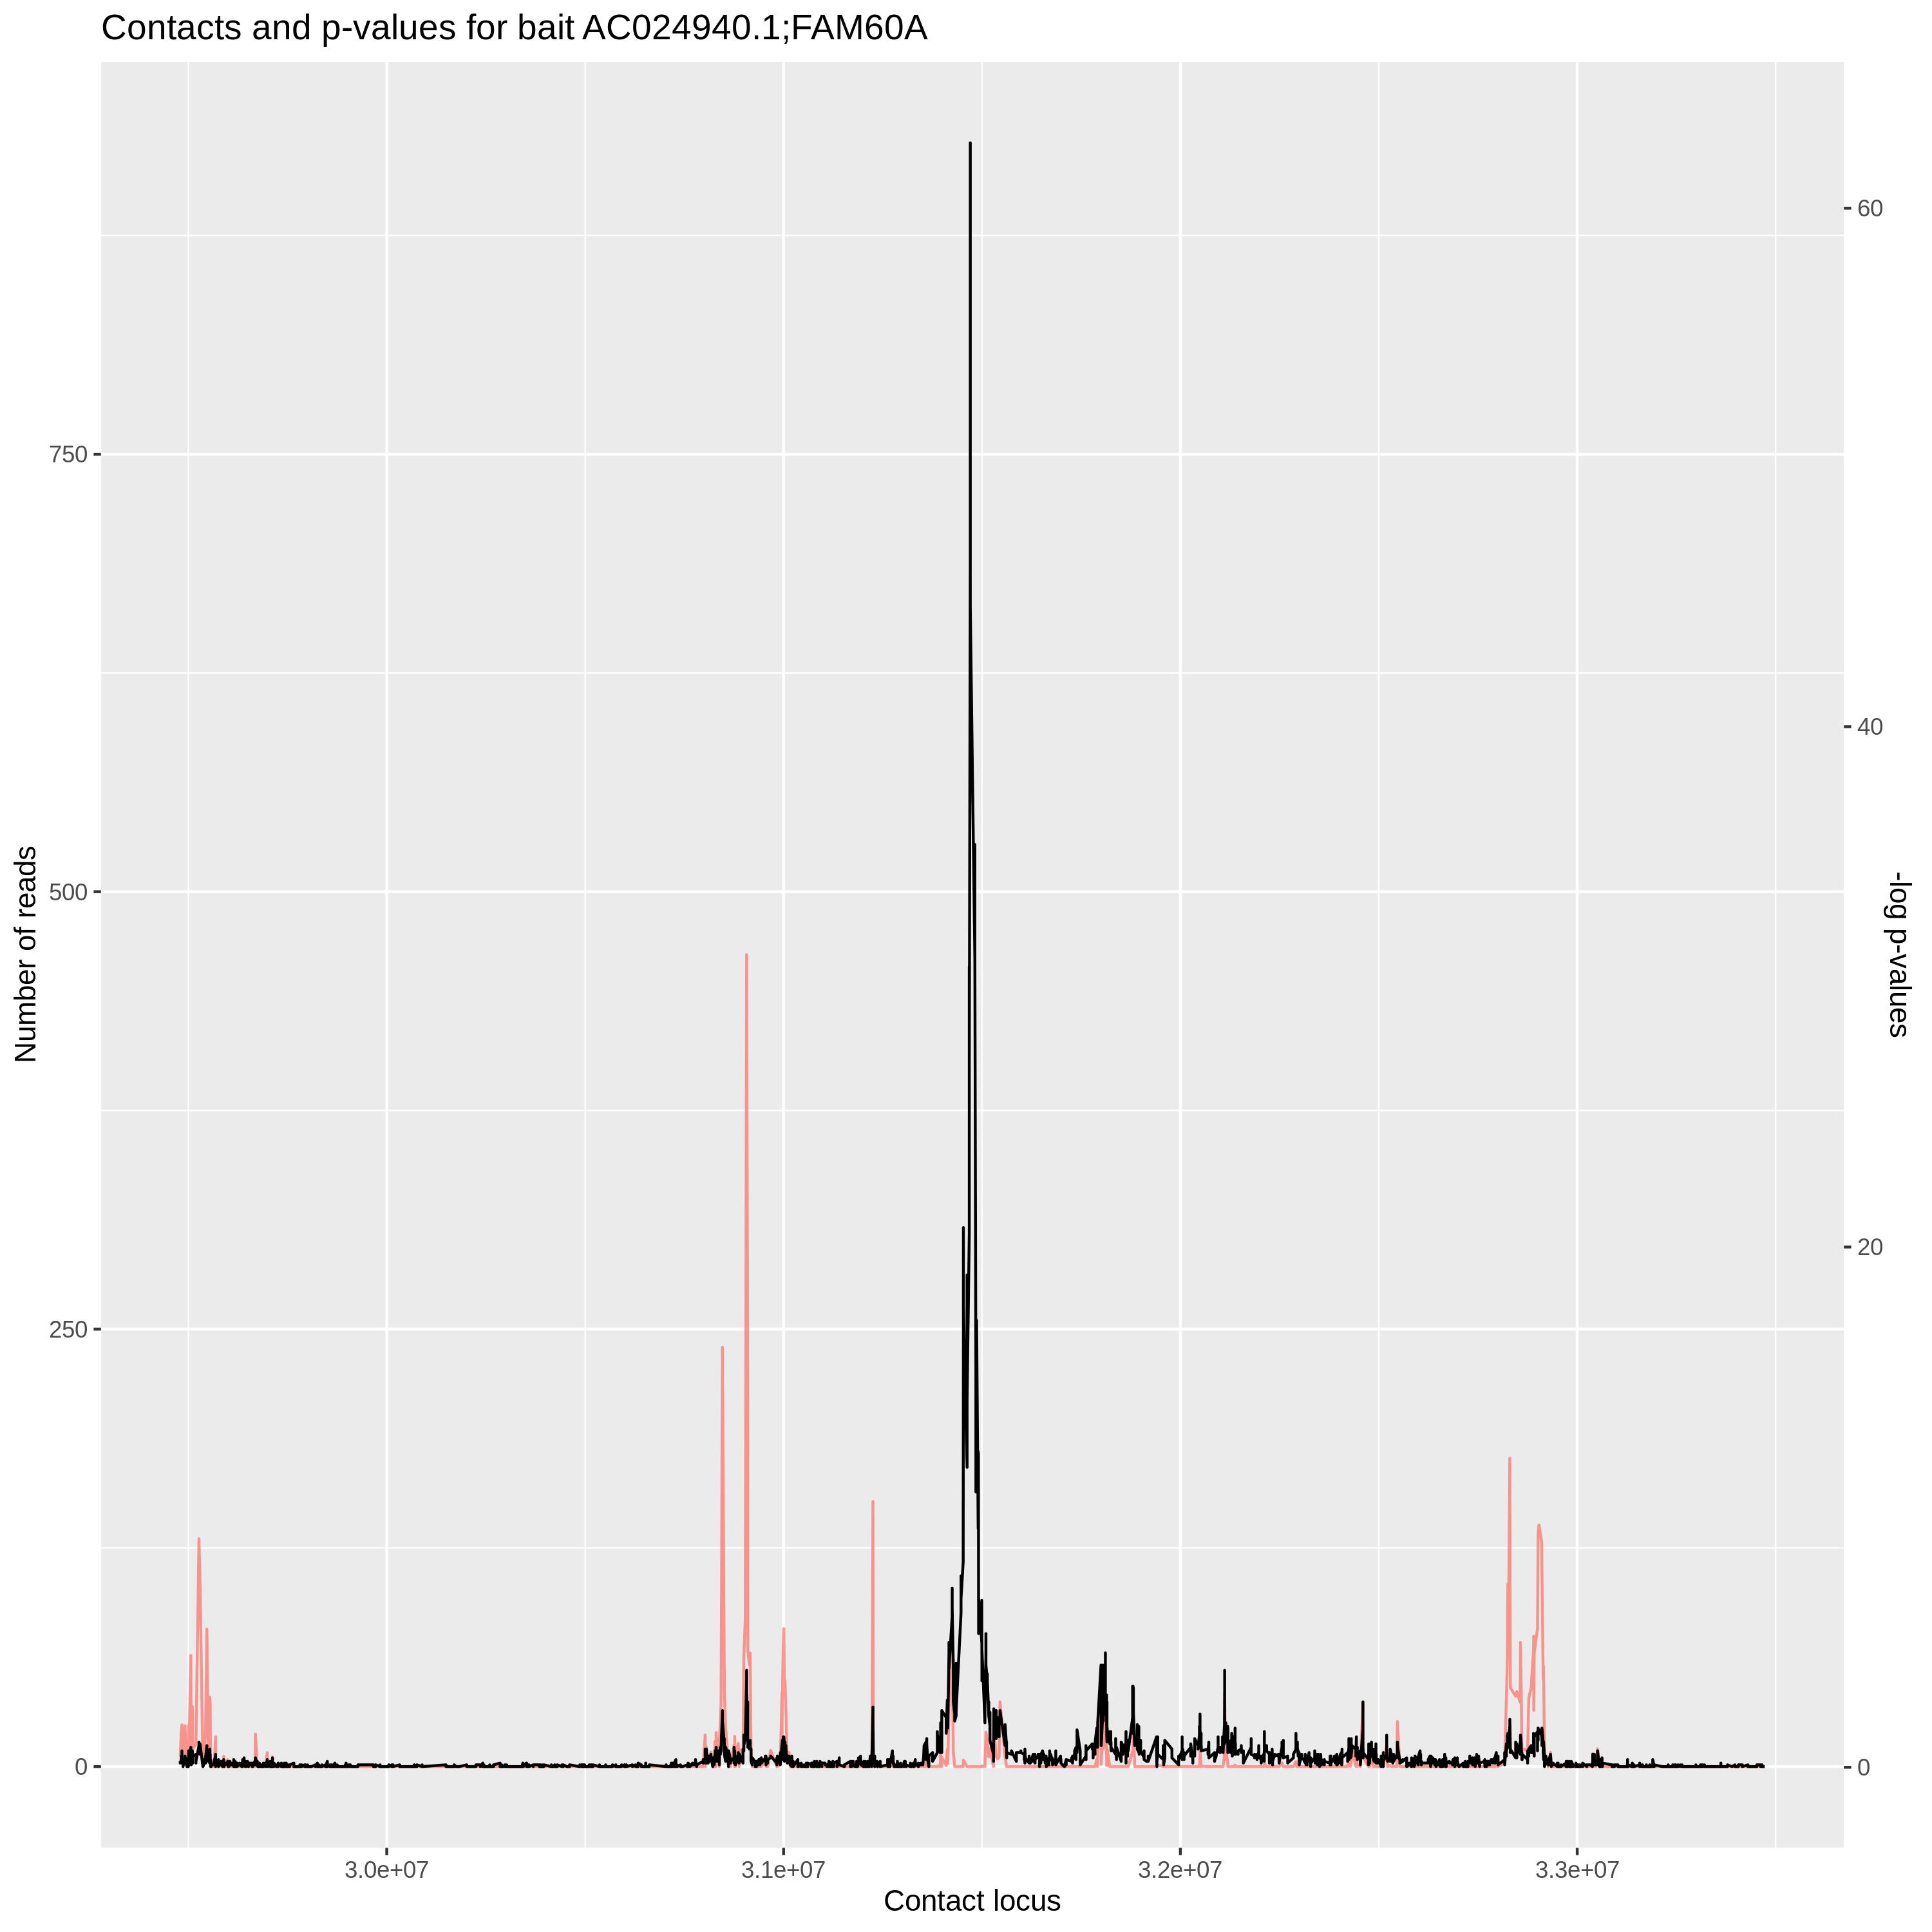 Contacts and p-values for bait AC024940.1;FAM60A
Number of reads
750
500
250
0
60
40
20
0
-log p-values
3.0e+07
3.1e+07
3.2e+07
3.3e+07
Contact locus